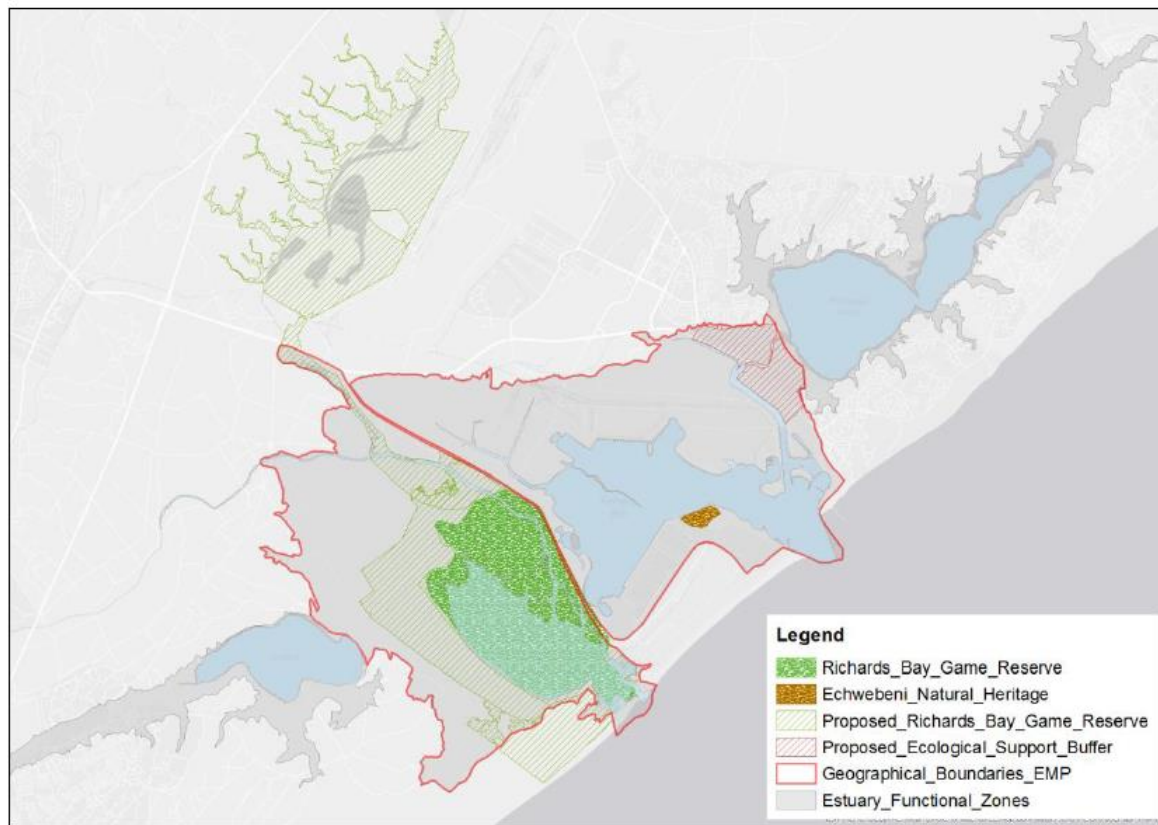 Legend
Richards_Bay_Game_Reserve
Echwebeni_Natural_Heritage
Proposed_Richards_Bay_Game_Reserve
Proposed_Ecological_Support_Buffer
Geographical_Boundaries_EMP
Estuary_Functional_Zones